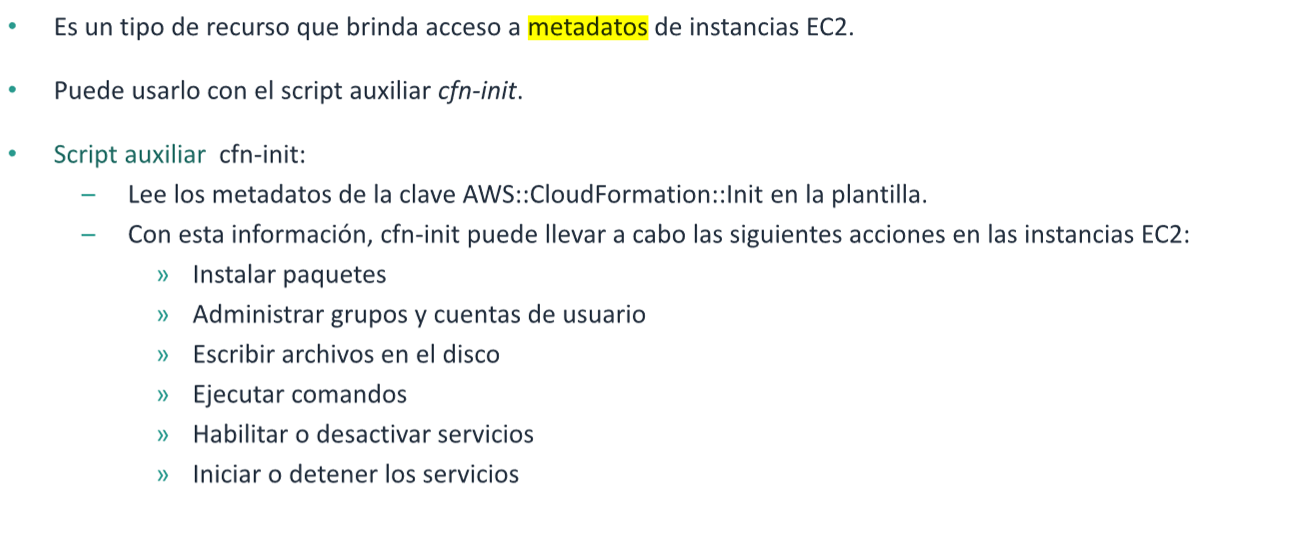 • Es un tipo de recurso que brinda acceso a metadatos de instancias EC2.
• Puede usarlo con el script auxiliar cfn-init.
• Script auxiliar cfn-init:
– Lee los metadatos de la clave AWS::CloudFormation::Init en la plantilla.
– Con esta información, cfn-init puede llevar a cabo las siguientes acciones en las instancias EC2:
» Instalar paquetes
» Administrar grupos y cuentas de usuario
» Escribir archivos en el disco
» Ejecutar comandos
» Habilitar o desactivar servicios
» Iniciar o detener los servicios